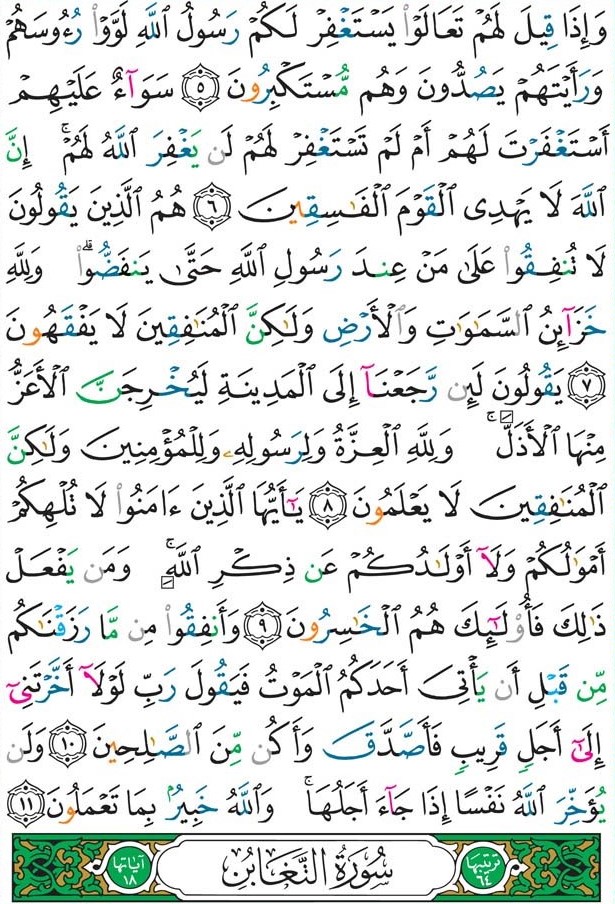 وَإِذَا قِيلَ لَهُمْ تَعَالَوْا۟ يَسْتَغْفِرْ لَكُمْ رَسُولُ ٱللَّهِ لَوَّوْا۟ رُءُوسَهُمْ
وَرَأَيْتَهُمْ يَصُدُّونَ وَهُم مُّسْتَكْبِرُونَ ٥ سَوَآءٌ عَلَيْهِمْ
أَسْتَغْفَرْتَ لَهُمْ أَمْ لَمْ تَسْتَغْفِرْ لَهُمْ لَن يَغْفِرَ ٱللَّهُ لَهُمْ ۚ إِنَّ
ٱللَّهَ لَا يَهْدِى ٱلْقَوْمَ ٱلْفَـٰسِقِينَ ٦ هُمُ ٱلَّذِينَ يَقُولُونَ
لَا تُنفِقُوا۟ عَلَىٰ مَنْ عِندَ رَسُولِ ٱللَّهِ حَتَّىٰ يَنفَضُّوا۟ ۗ وَلِلَّهِ
خَزَآئِنُ ٱلسَّمَـٰوَٰتِ وَٱلْأَرْضِ وَلَـٰكِنَّ ٱلْمُنَـٰفِقِينَ لَا يَفْقَهُونَ
٧ يَقُولُونَ لَئِن رَّجَعْنَآ إِلَى ٱلْمَدِينَةِ لَيُخْرِجَنَّ ٱلْأَعَزُّ
مِنْهَا ٱلْأَذَلَّ ۚ وَلِلَّهِ ٱلْعِزَّةُ وَلِرَسُولِهِۦ وَلِلْمُؤْمِنِينَ وَلَـٰكِنَّ
ٱلْمُنَـٰفِقِينَ لَا يَعْلَمُونَ ٨ يَـٰٓأَيُّهَا ٱلَّذِينَ ءَامَنُوا۟ لَا تُلْهِكُمْ
أَمْوَٰلُكُمْ وَلَآ أَوْلَـٰدُكُمْ عَن ذِكْرِ ٱللَّهِ ۚ وَمَن يَفْعَلْ
ذَٰلِكَ فَأُو۟لَـٰٓئِكَ هُمُ ٱلْخَـٰسِرُونَ ٩ وَأَنفِقُوا۟ مِن مَّا رَزَقْنَـٰكُم
مِّن قَبْلِ أَن يَأْتِىَ أَحَدَكُمُ ٱلْمَوْتُ فَيَقُولَ رَبِّ لَوْلَآ أَخَّرْتَنِىٓ
إِلَىٰٓ أَجَلٍ قَرِيبٍ فَأَصَّدَّقَ وَأَكُن مِّنَ ٱلصَّـٰلِحِينَ ١٠ وَلَن
يُؤَخِّرَ ٱللَّهُ نَفْسًا إِذَا جَآءَ أَجَلُهَا ۚ وَٱللَّهُ خَبِيرٌۢ بِمَا تَعْمَلُونَ ١١
تَرْتِيبُهَا ٦٤ سُورَةُ التَّغَابُنِ آيَاتُهَا ١٨